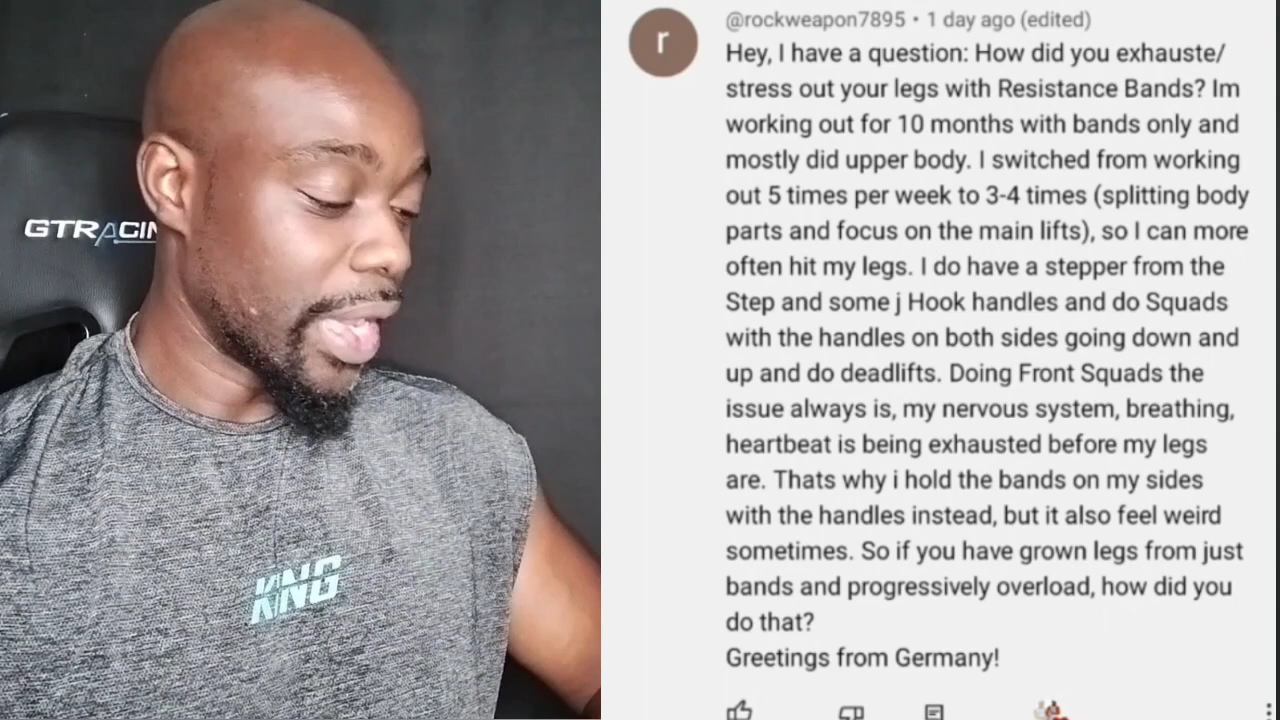 GTRACIN
KNG
r
@rockweapon7895 • 1 day ago (edited)
Hey, I have a question: How did you exhauste/
stress out your legs with Resistance Bands? Im
working out for 10 months with bands only and
mostly did upper body. I switched from working
out 5 times per week to 3-4 times (splitting body
parts and focus on the main lifts), so I can more
often hit my legs. I do have a stepper from the
Step and some j Hook handles and do Squads
with the handles on both sides going down and
up and do deadlifts. Doing Front Squads the
issue always is, my nervous system, breathing,
heartbeat is being exhausted before my legs
are. Thats why i hold the bands on my sides
with the handles instead, but it also feel weird
sometimes. So if you have grown legs from just
bands and progressively overload, how did you
do that?
Greetings from Germany!